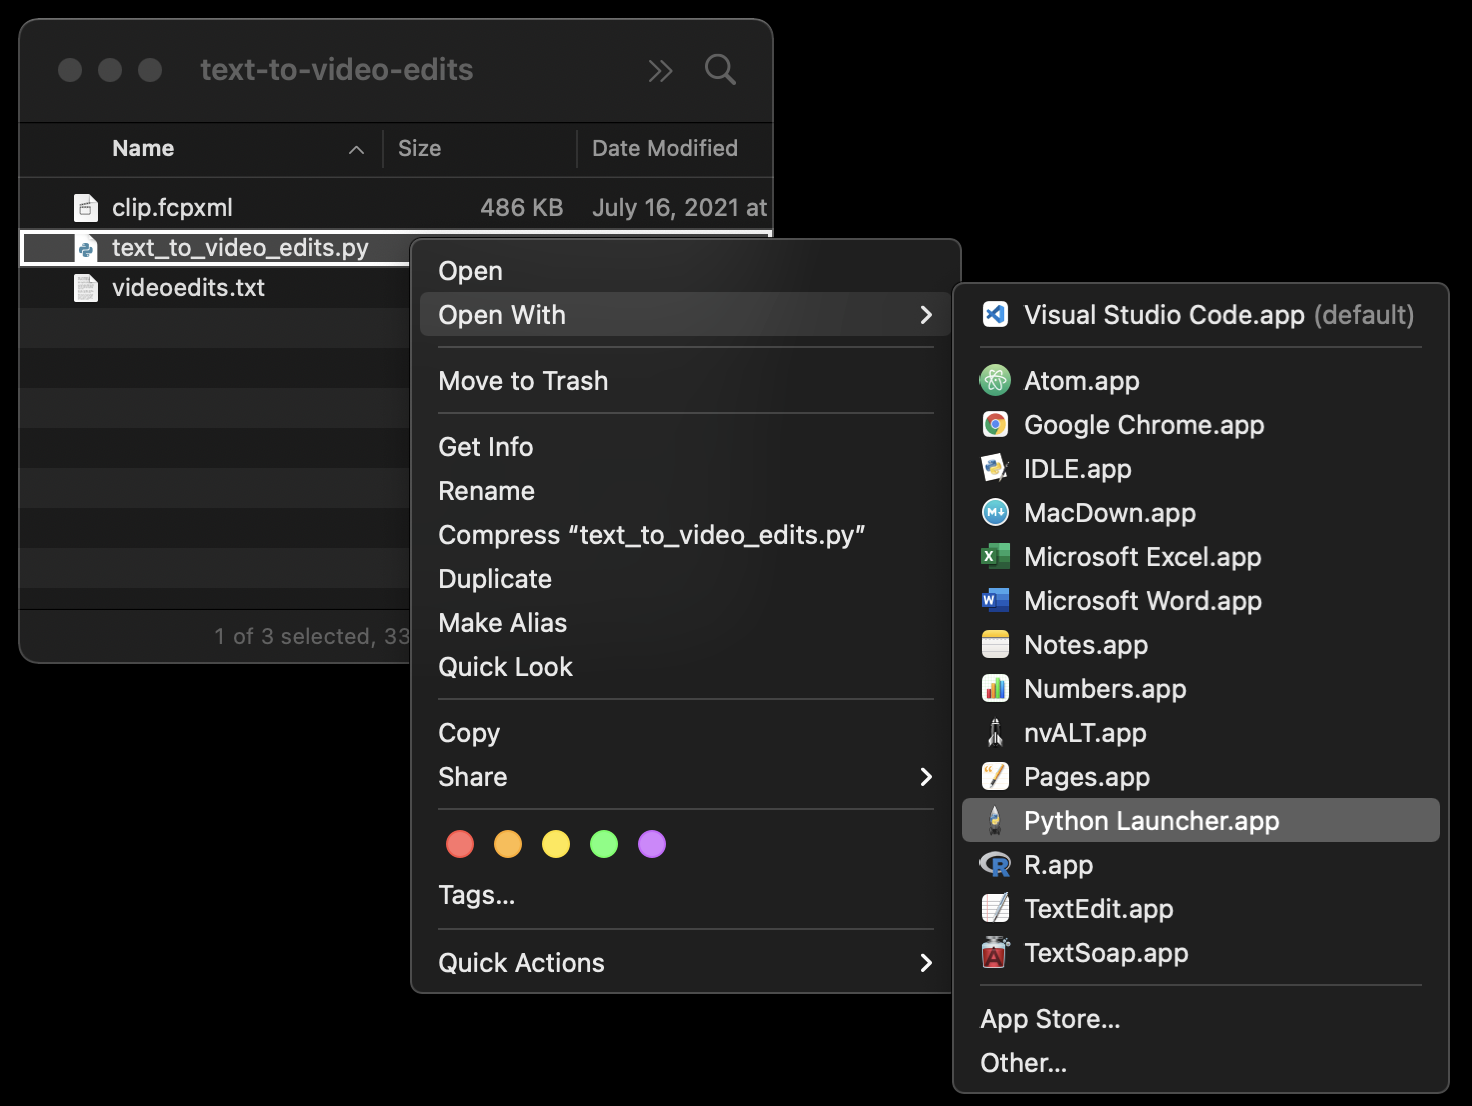 text-to-video-edits
Name Size Date Modified
clip.fcpxml 486 KB July 16, 2021 at
text_to_video_edits.py
videoedits.txt
1 of 3 selected, 33
Open
Open With
Move to Trash
Get Info
Rename
Compress “text_to_video_edits.py”
Duplicate
Make Alias
Quick Look
Copy
Share
Tags...
Quick Actions
Visual Studio Code.app (default)
Atom.app
Google Chrome.app
IDLE.app
MacDown.app
Microsoft Excel.app
Microsoft Word.app
Notes.app
Numbers.app
nvALT.app
Pages.app
Python Launcher.app
R.app
TextEdit.app
TextSoap.app
App Store...
Other...